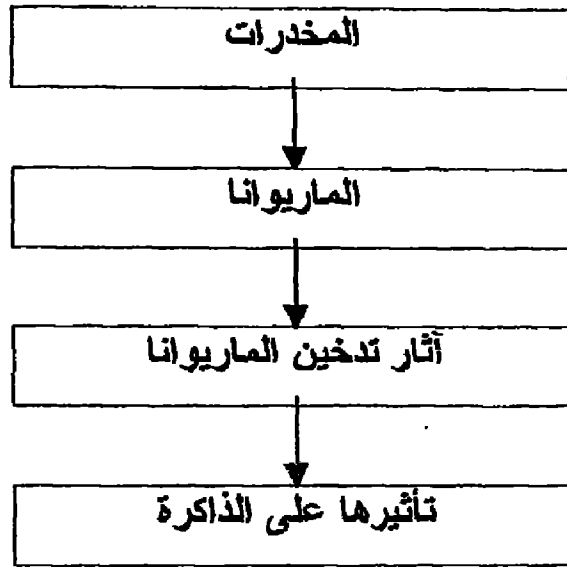 المخدرات
الماريوانا
آثار تدخين الماريوانا
تأثيرها على الذاكرة